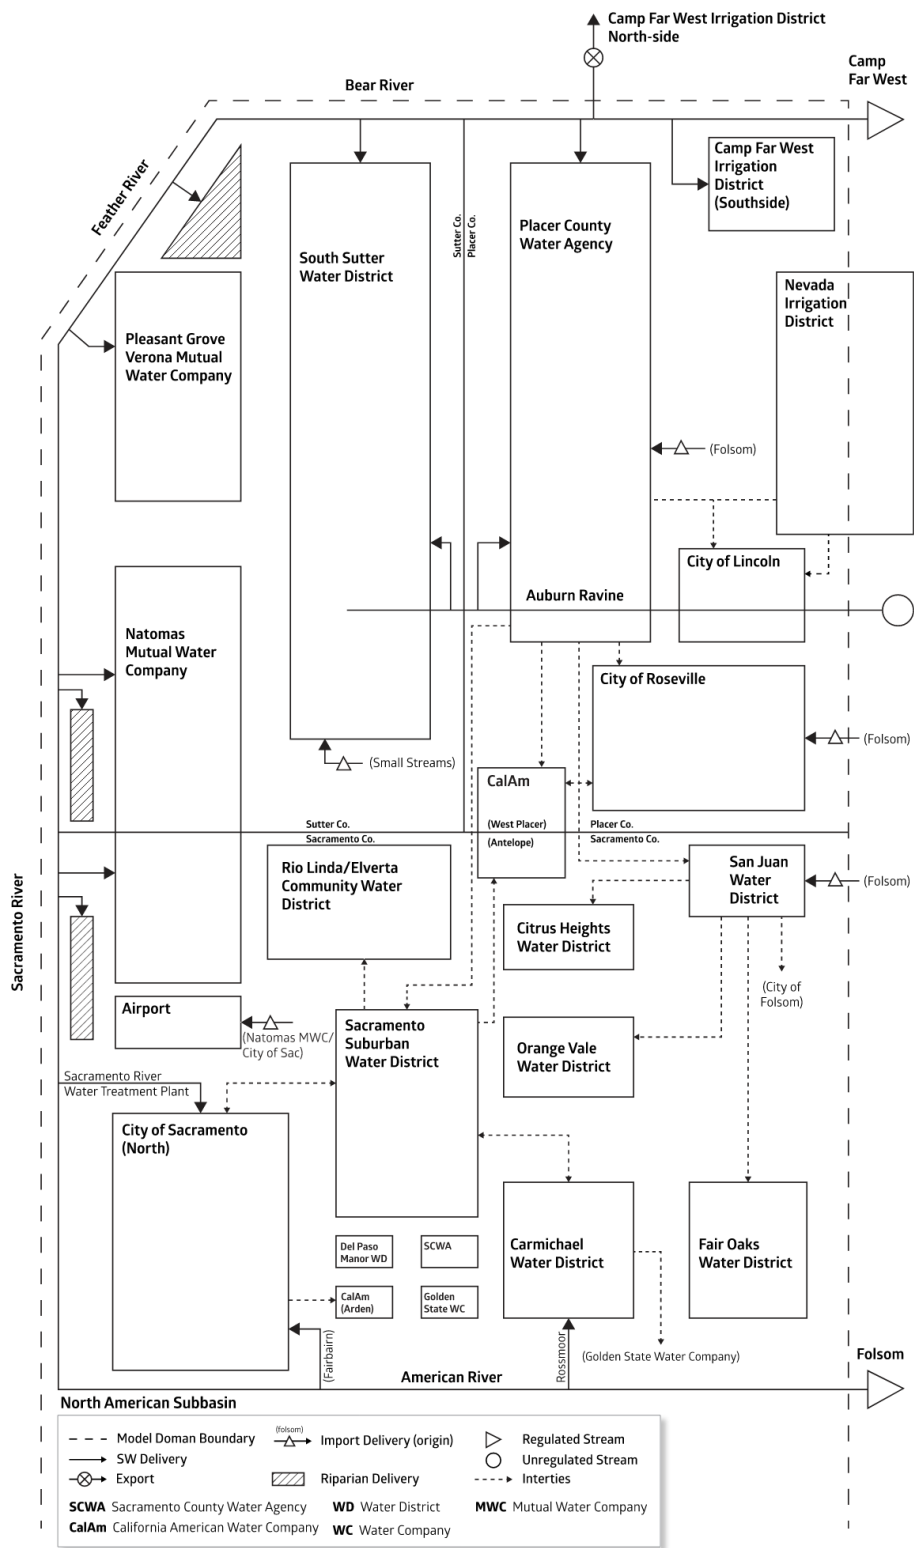 Camp Far West Irrigation District
North-side
Camp
Far West
Bear River
Feather River
Camp Far West
Irrigation
District
(Southside)
Sutter Co.
Placer Co.
Placer County
Water Agency
South Sutter
Water District
Nevada
Irrigation
District
Pleasant Grove
Verona Mutual
Water Company
(Folsom)
City of Lincoln
Auburn Ravine
Natomas
Mutual Water
Company
City of Roseville
(Folsom)
(Small Streams)
CalAm
(West Placer)
(Antelope)
Sutter Co.
Sacramento Co.
Placer Co.
Sacramento Co.
Rio Linda/Elverta
Community Water
District
San Juan
Water
District
(Folsom)
Sacramento River
Citrus Heights
Water District
(City of
Folsom)
Airport
(Natomas MWC/
City of Sac)
Sacramento
Suburban
Water District
Orange Vale
Water District
Sacramento River
Water Treatment Plant
City of Sacramento
(North)
Del Paso
Manor WD
SCWA
CalAm
(Arden)
Golden
State WC
Carmichael
Water District
Fair Oaks
Water District
(Fairbairn)
Rossmoor
(Golden State Water Company)
Folsom
American River
North American Subbasin
Model Doman Boundary
(folsom)
Import Delivery (origin)
Regulated Stream
SW Delivery
Unregulated Stream
Export
Riparian Delivery
Interties
SCWA Sacramento County Water Agency
WD Water District
MWC Mutual Water Company
CalAm California American Water Company
WC Water Company